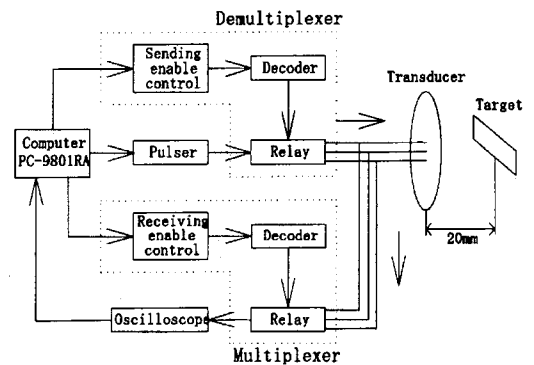 Demultiplexer
Sending
enable
control
Decoder
Transducer
Target
Computer
PC-9801RA
Pulser
Relay
Receiving
enable
control
Decoder
20mm
Oscilloscope
Relay
Multiplexer